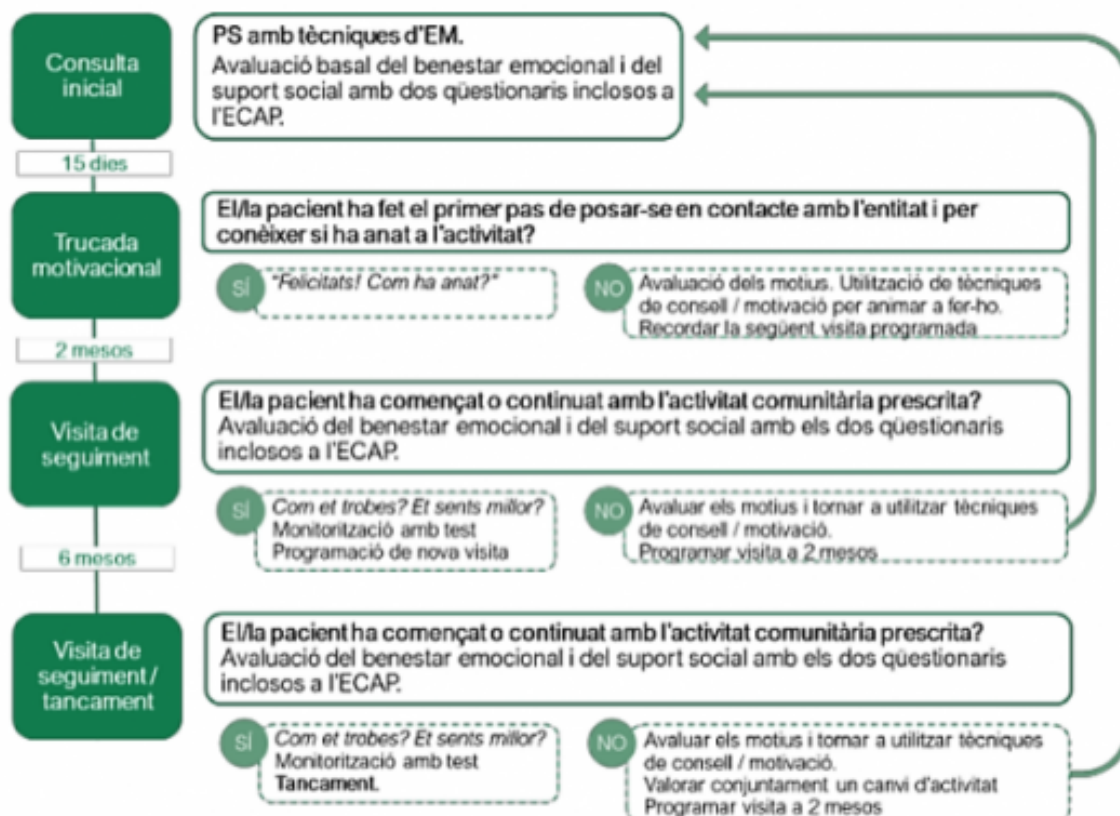 Consulta
inicial
PS amb tècniques d'EM.
Avaluació basal del benestar emocional i del
suport social amb dos qüestionaris inclosos a
l'ECAP.
15 dies
Trucada
motivacional
El/la pacient ha fet el primer pas de posar-se en contacte amb l'entitat i per
conèixer si ha anat a l'activitat?
SÍ
"Felicitats! Com ha anat?"
NO
Avaluació dels motius. Utilització de tècniques
de consell / motivació per animar a fer-ho.
Recordar la següent visita programada
2 mesos
Visita de
seguiment
El/la pacient ha començat o continuat amb l'activitat comunitària prescrita?
Avaluació del benestar emocional i del suport social amb els dos qüestionaris
inclosos a l'ECAP.
SÍ
Com et trobes? Et sents millor?
Monitorització amb test
Programació de nova visita
NO
Avaluar els motius i tornar a utilitzar tècniques
de consell / motivació.
Programar visita a 2 mesos
6 mesos
Visita de
seguiment /
tancament
El/la pacient ha començat o continuat amb l'activitat comunitària prescrita?
Avaluació del benestar emocional i del suport social amb els dos qüestionaris
inclosos a l'ECAP.
SÍ
Com et trobes? Et sents millor?
Monitorització amb test
Tancament.
NO
Avaluar els motius i tornar a utilitzar tècniques
de consell / motivació.
Valorar conjuntament un canvi d'activitat
Programar visita a 2 mesos